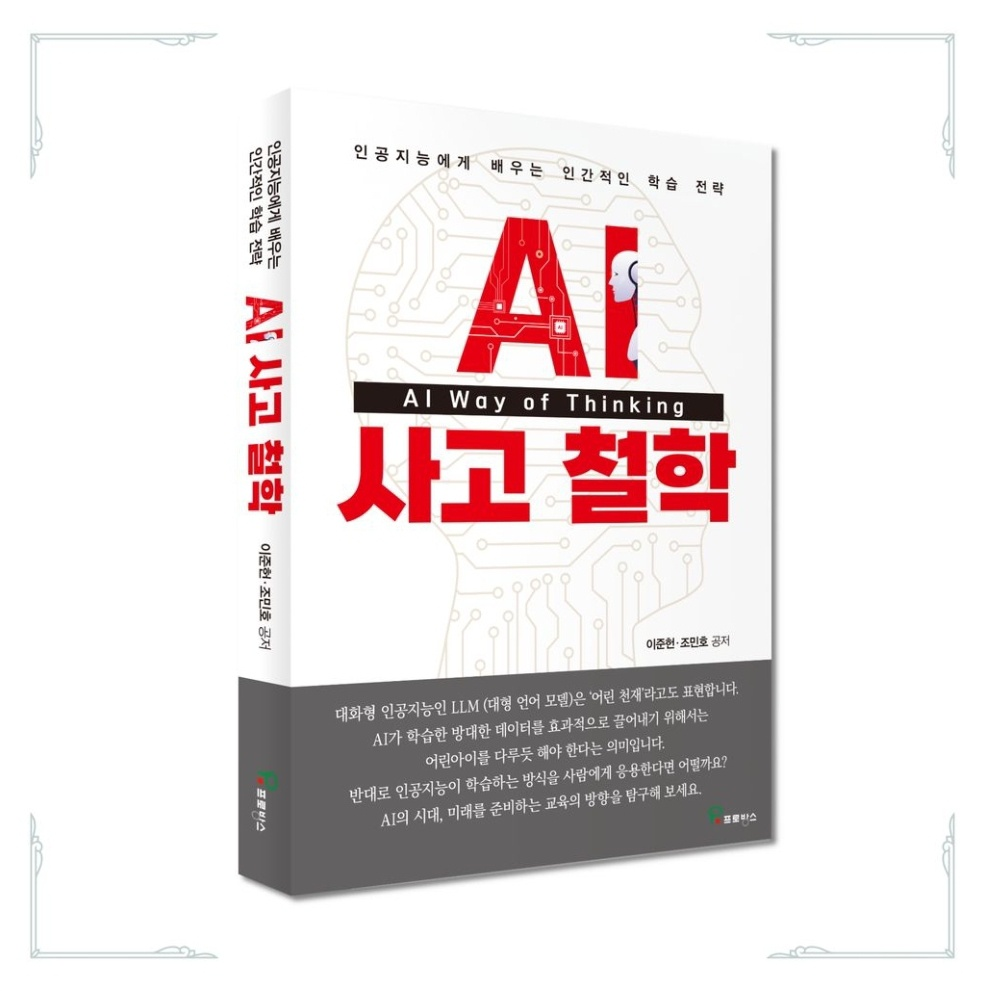 인공지능에게 배우는
인간적인 학습 전략
AI 사고 철학
이준현·조민호 공저
프로방스
인공지능에게 배우는 인간적인 학습 전략
AI
AI
AI Way of Thinking
사고 철학
이준현·조민호 공저
대화형 인공지능인 LLM (대형 언어 모델)은 ‘어린 천재’라고도 표현합니다.
AI가 학습한 방대한 데이터를 효과적으로 끌어내기 위해서는
어린아이를 다루듯 해야 한다는 의미입니다.
반대로 인공지능이 학습하는 방식을 사람에게 응용한다면 어떨까요?
AI의 시대, 미래를 준비하는 교육의 방향을 탐구해 보세요.
프로방스